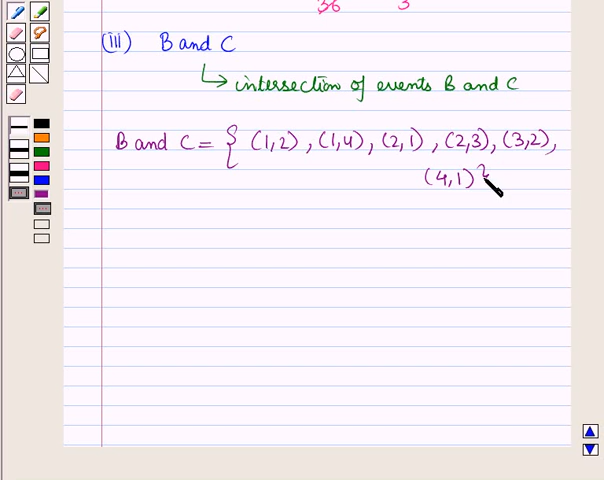 36 3
(iii) B and C
↳ intersection of events B and C
B and C = { (1,2) , (1,4) , (2,1) , (2,3) , (3,2) ,
(4,1) }